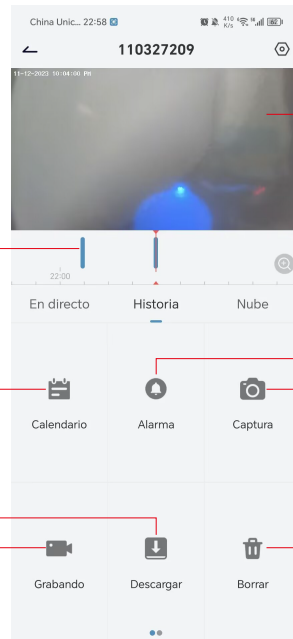 China Unic... 22:58 410 K/s 62
110327209
11-12-2023 10:04:00 PM
22:00
En directo Historia Nube
Calendario Alarma Captura
Grabando Descargar Borrar